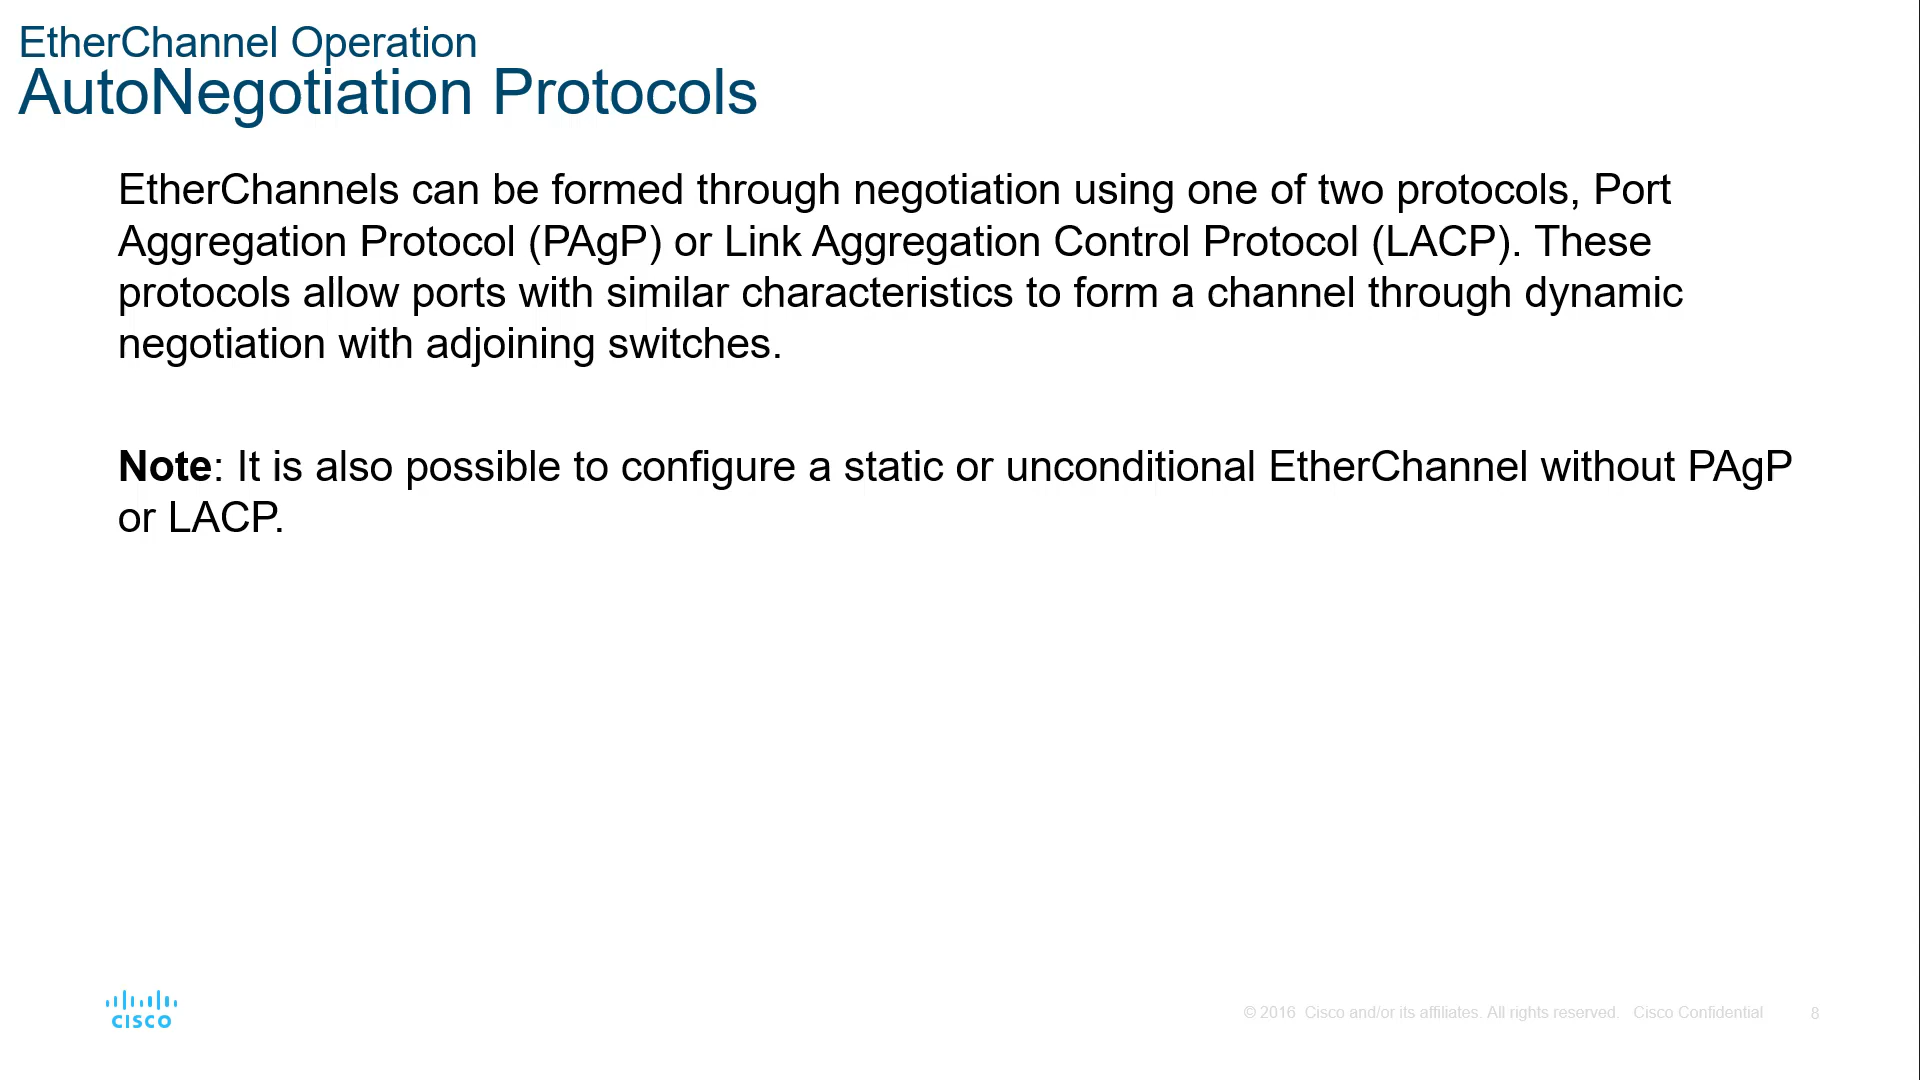 EtherChannel Operation
AutoNegotiation Protocols
EtherChannels can be formed through negotiation using one of two protocols, Port
Aggregation Protocol (PAgP) or Link Aggregation Control Protocol (LACP). These
protocols allow ports with similar characteristics to form a channel through dynamic
negotiation with adjoining switches.
Note: It is also possible to configure a static or unconditional EtherChannel without PAgP
or LACP.
CISCO
© 2016 Cisco and/or its affiliates. All rights reserved. Cisco Confidential 8